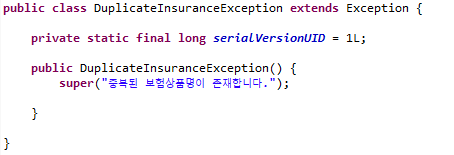 public class DuplicateInsuranceException extends Exception {
private static final long serialVersionUID = 1L;
public DuplicateInsuranceException() {
super("중복된 보험상품명이 존재합니다.");
}
}